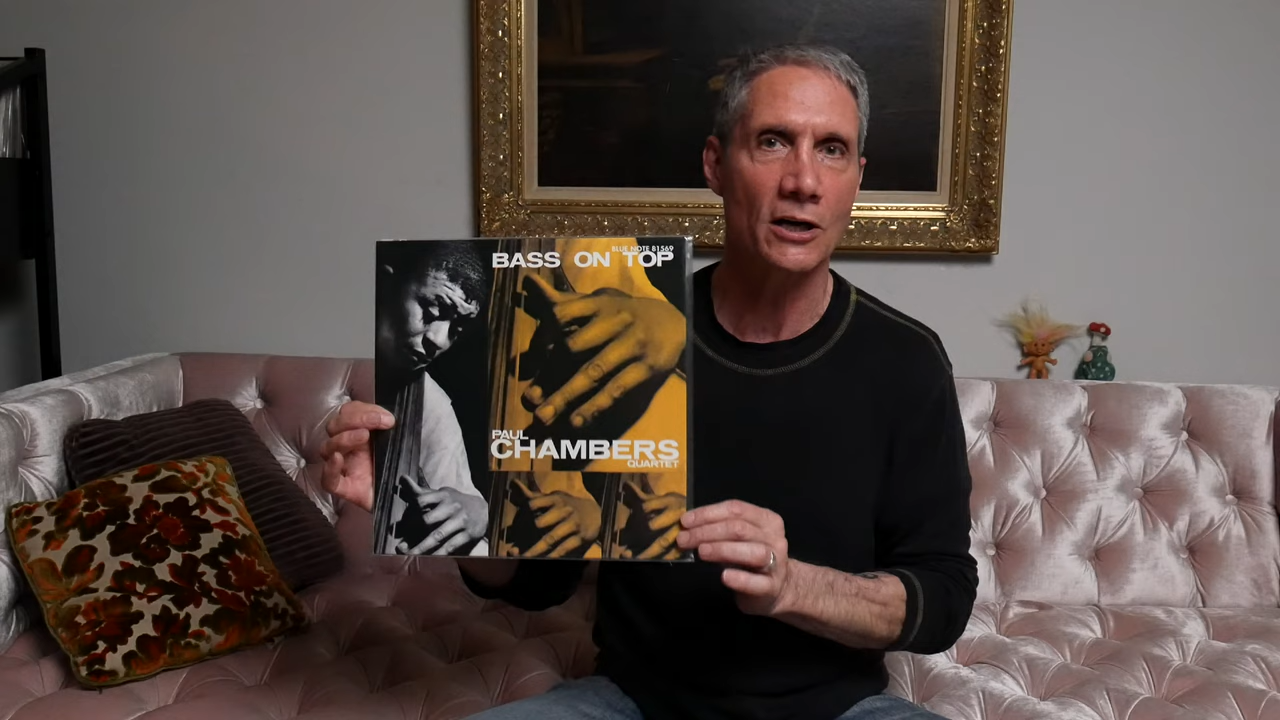 BLUE NOTE 81569
BASS ON TOP
PAUL
CHAMBERS
QUARTET